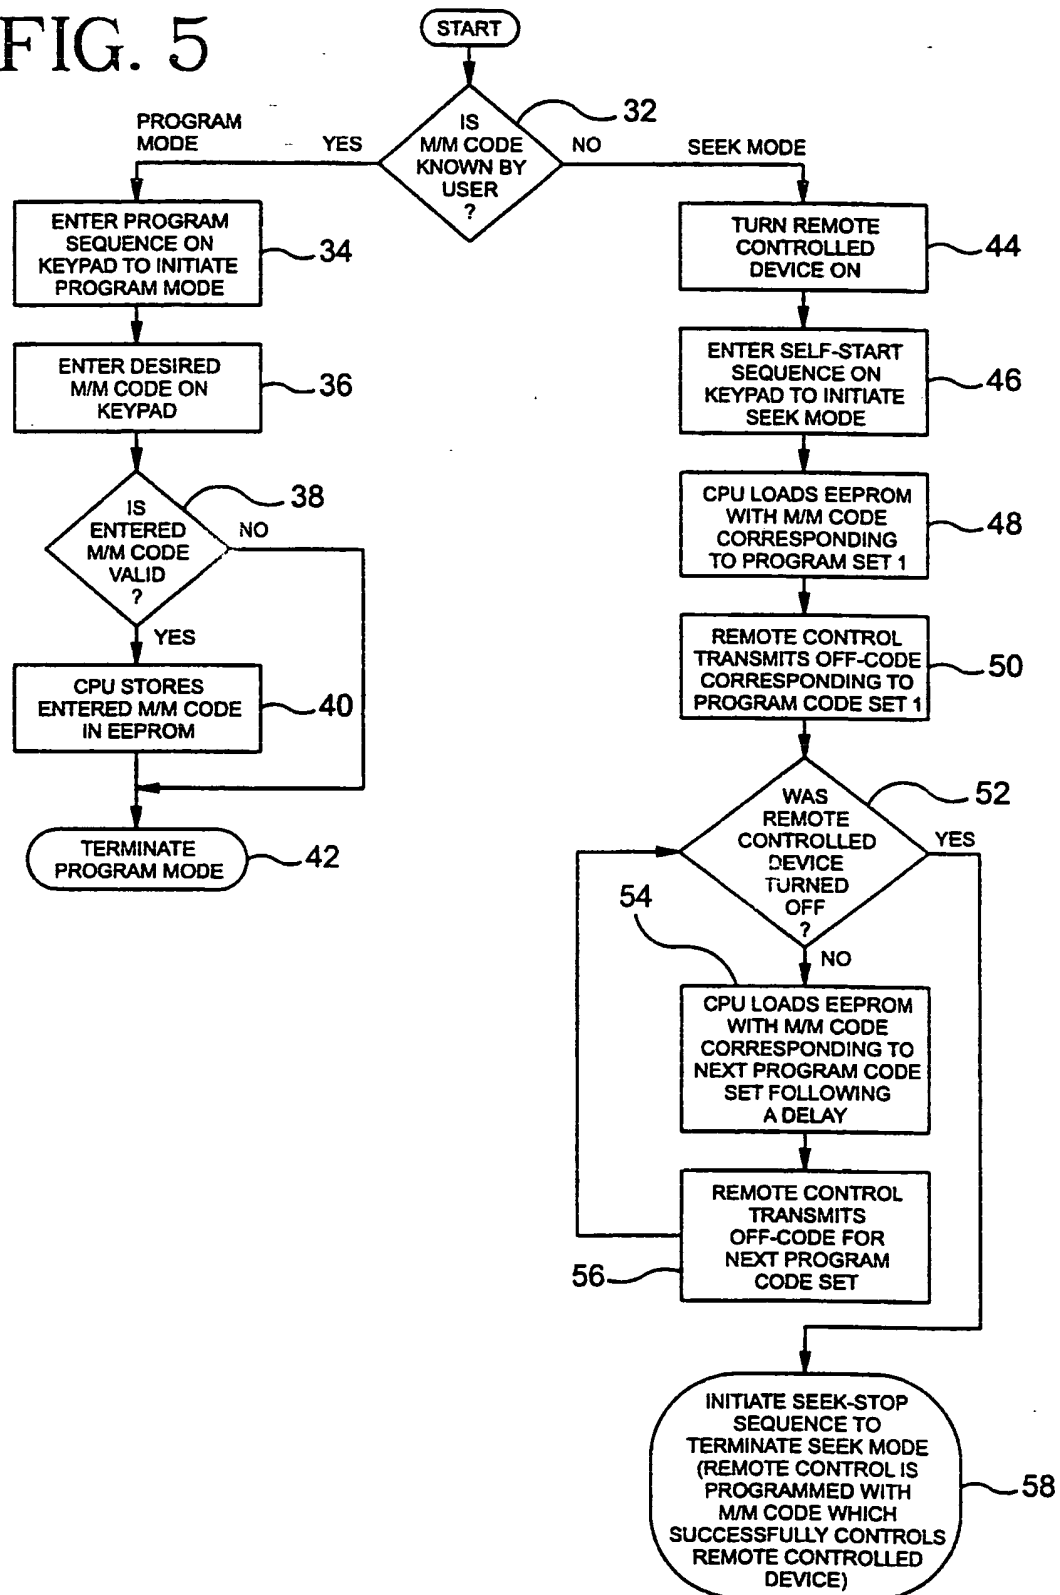 FIG. 5
START
IS
M/M CODE
KNOWN BY
USER
?
32
PROGRAM
MODE
YES
NO
SEEK MODE
ENTER PROGRAM
SEQUENCE ON
KEYPAD TO INITIATE
PROGRAM MODE
34
ENTER DESIRED
M/M CODE ON
KEYPAD
36
IS
ENTERED
M/M CODE
VALID
?
38
NO
YES
CPU STORES
ENTERED M/M CODE
IN EEPROM
40
TERMINATE
PROGRAM MODE
42
TURN REMOTE
CONTROLLED
DEVICE ON
44
ENTER SELF-START
SEQUENCE ON
KEYPAD TO INITIATE
SEEK MODE
46
CPU LOADS EEPROM
WITH M/M CODE
CORRESPONDING
TO PROGRAM SET 1
48
REMOTE CONTROL
TRANSMITS OFF-CODE
CORRESPONDING TO
PROGRAM CODE SET 1
50
WAS
REMOTE
CONTROLLED
DEVICE
TURNED
OFF
?
52
YES
NO
54
CPU LOADS EEPROM
WITH M/M CODE
CORRESPONDING TO
NEXT PROGRAM CODE
SET FOLLOWING
A DELAY
REMOTE CONTROL
TRANSMITS
OFF-CODE FOR
NEXT PROGRAM
CODE SET
56
INITIATE SEEK-STOP
SEQUENCE TO
TERMINATE SEEK MODE
(REMOTE CONTROL IS
PROGRAMMED WITH
M/M CODE WHICH
SUCCESSFULLY CONTROLS
REMOTE CONTROLLED
DEVICE)
58